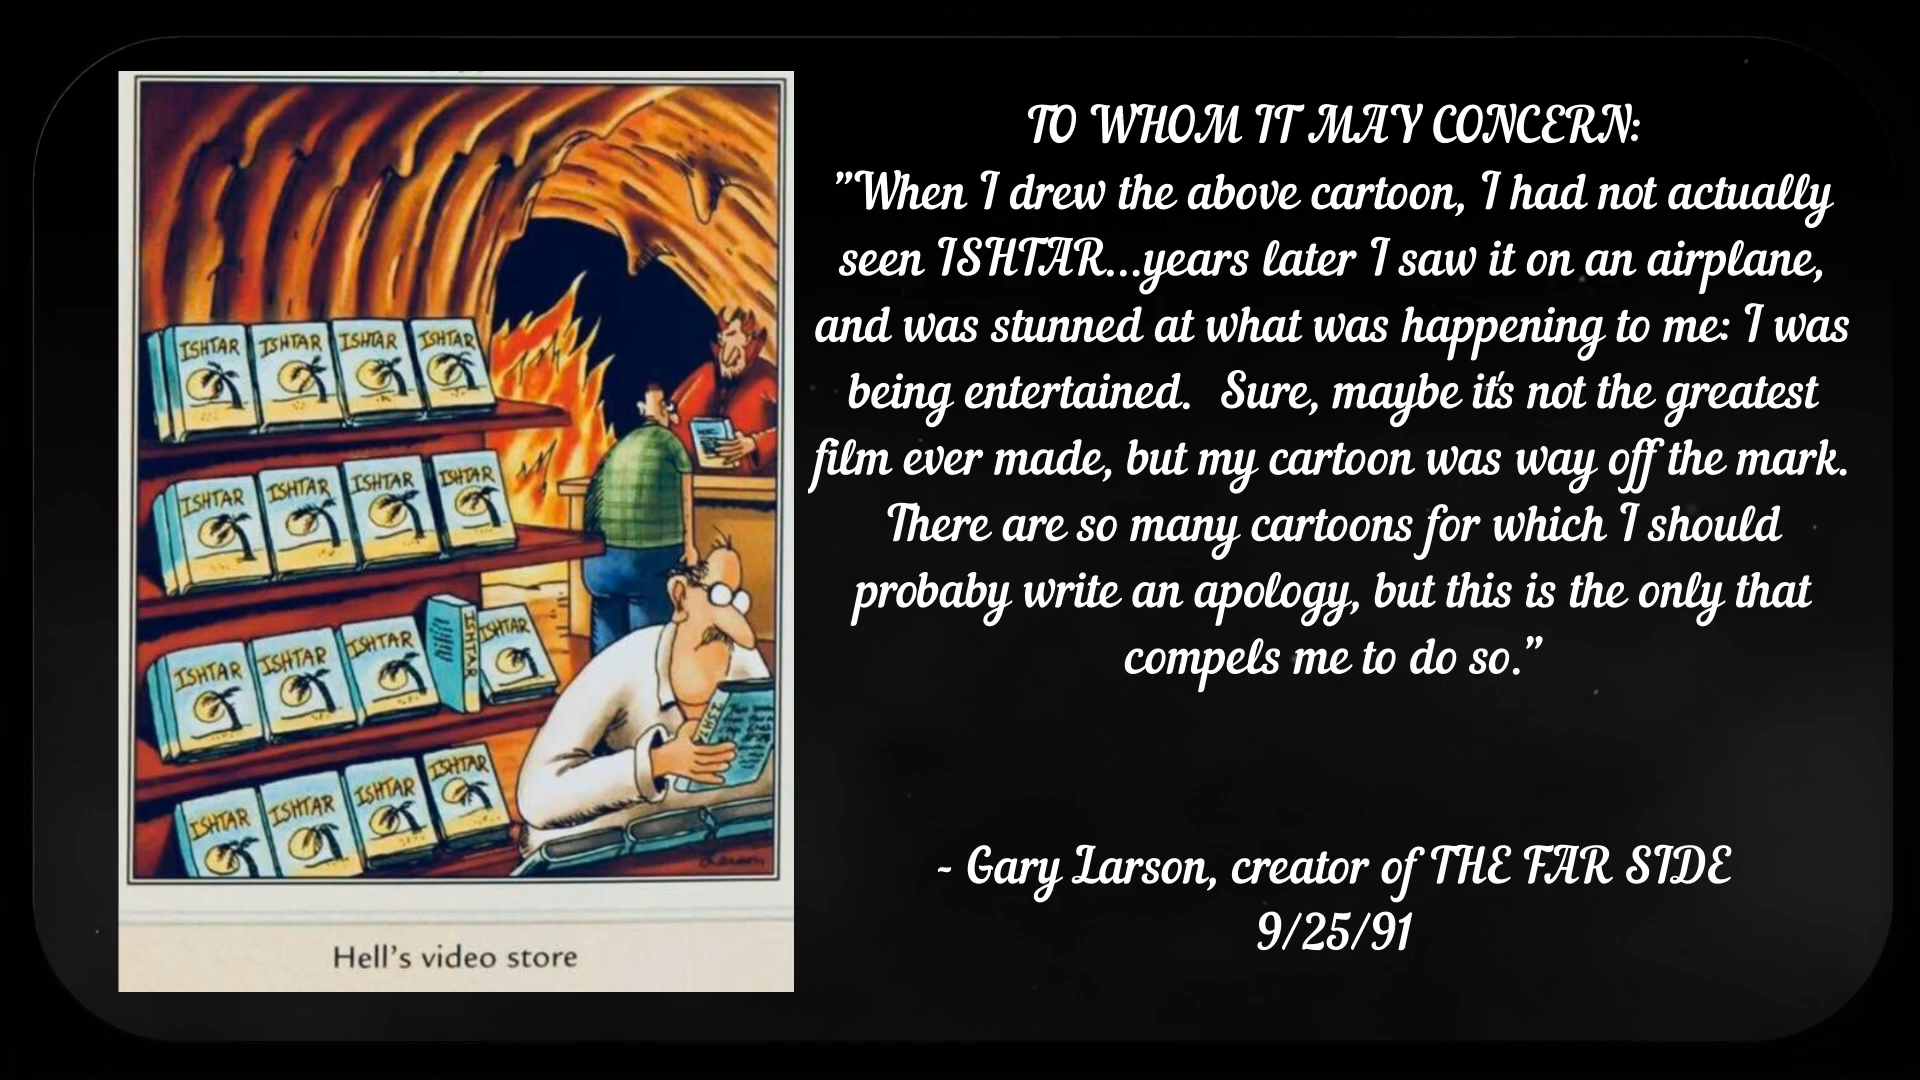 ISHTAR ISHTAR ISHTAR ISHTAR
ISHTAR ISHTAR ISHTAR ISHTAR
ISHTAR ISHTAR ISHTAR ISHTAR ISHTAR
ISHTAR ISHTAR ISHTAR ISHTAR
Hell's video store
TO WHOM IT MAY CONCERN:
"When I drew the above cartoon, I had not actually
seen ISHTAR...years later I saw it on an airplane,
and was stunned at what was happening to me: I was
being entertained.  Sure, maybe it's not the greatest
film ever made, but my cartoon was way off the mark.
There are so many cartoons for which I should
probaby write an apology, but this is the only that
compels me to do so."
- Gary Larson, creator of THE FAR SIDE
9/25/91